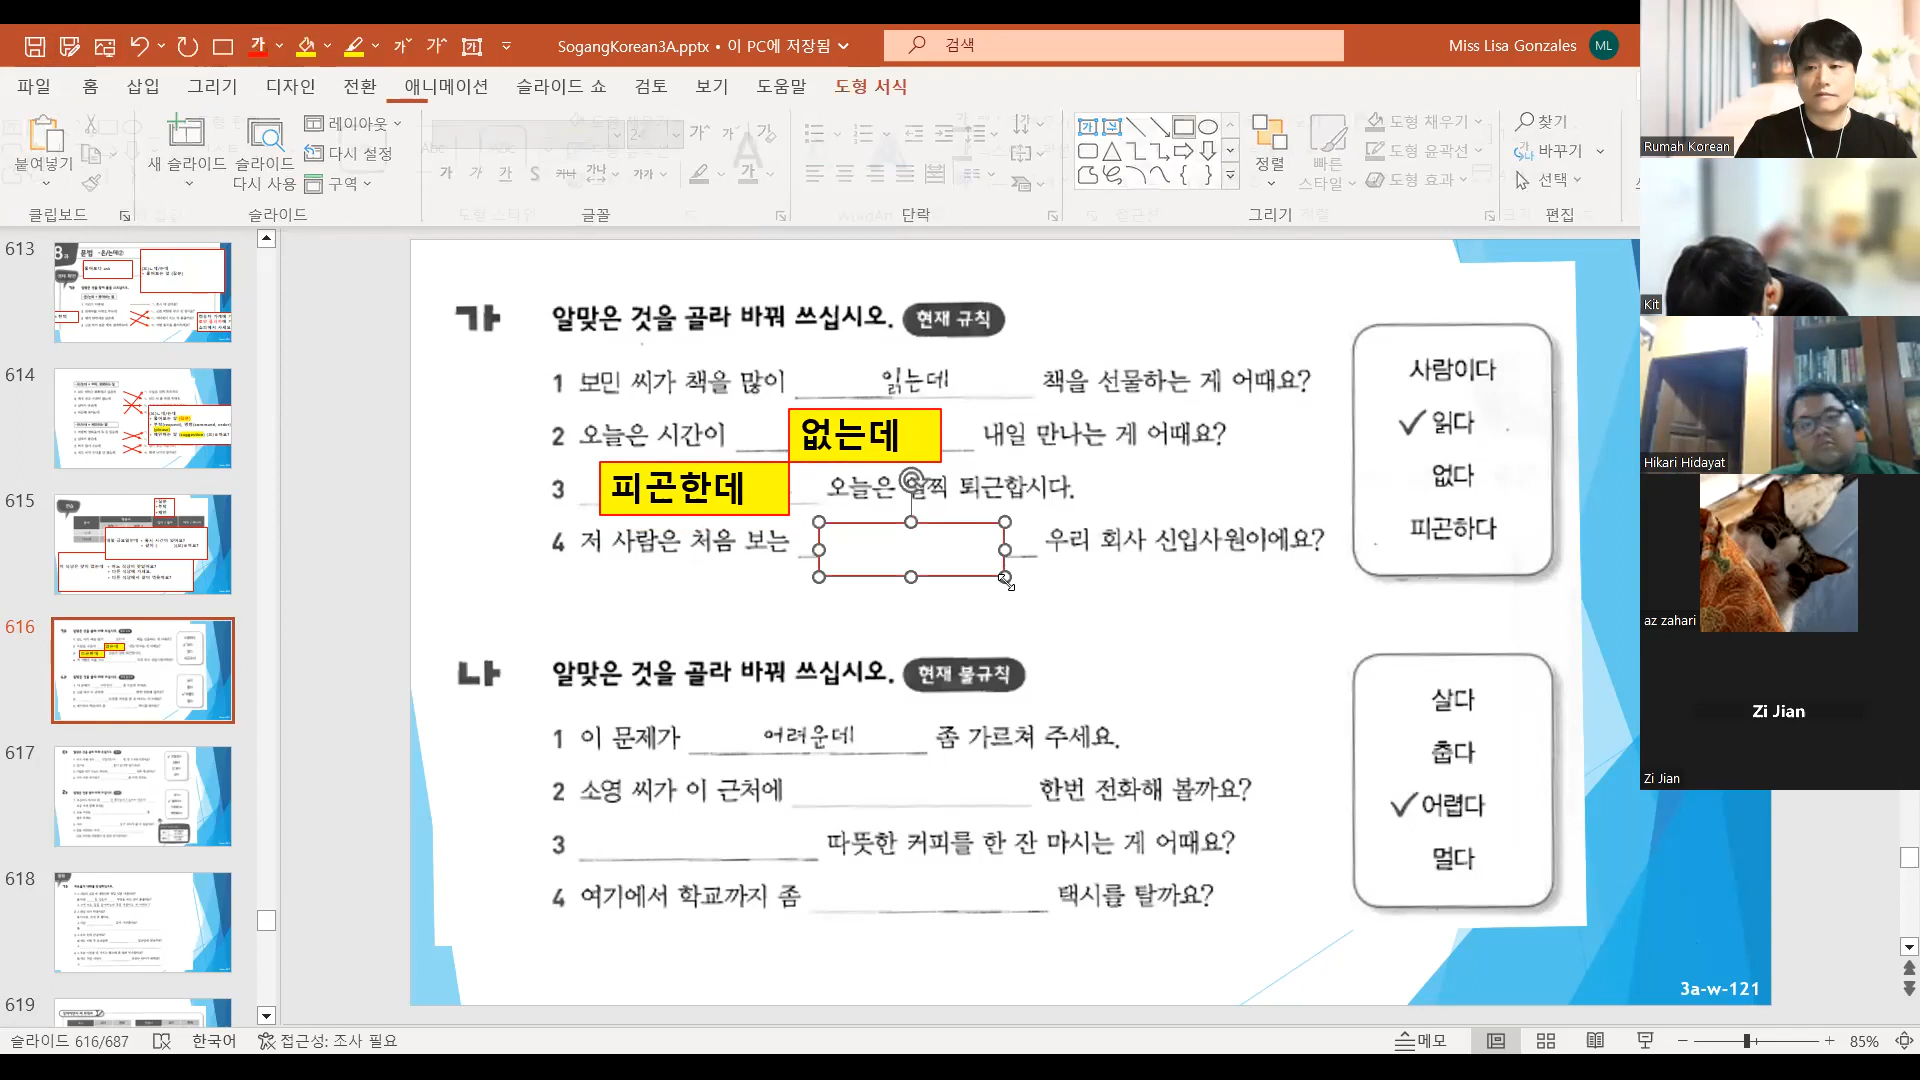 SogangKorean3A.pptx • 이 PC에 저장됨
검색
Miss Lisa Gonzales
ML
파일 홈 삽입 그리기 디자인 전환 애니메이션 슬라이드 쇼 검토 보기 도움말 도형 서식
붙여넣기
새 슬라이드
슬라이드 다시 사용
레이아웃
다시 설정
구역
정렬
빠른 스타일
도형 채우기
도형 윤곽선
도형 효과
찾기
바꾸기
선택
클립보드 슬라이드 글꼴 단락 그리기 편집
613
614
615
616
617
618
619
가 알맞은 것을 골라 바꿔 쓰십시오. 현재 규칙
1 보민 씨가 책을 많이 읽는데 책을 선물하는 게 어때요?
2 오늘은 시간이 없는데 내일 만나는 게 어때요?
3 피곤한데 오늘은 일찍 퇴근합시다.
4 저 사람은 처음 보는 우리 회사 신입사원이에요?
사람이다
✓읽다
없다
피곤하다
나 알맞은 것을 골라 바꿔 쓰십시오. 현재 불규칙
1 이 문제가 어려운데 좀 가르쳐 주세요.
2 소영 씨가 이 근처에 한번 전화해 볼까요?
3 따뜻한 커피를 한 잔 마시는 게 어때요?
4 여기에서 학교까지 좀 택시를 탈까요?
살다
춥다
✓어렵다
멀다
3a-w-121
Rumah Korean
Kit
Hikari Hidayat
az zahari
Zi Jian
Zi Jian
슬라이드 616/687 한국어 접근성: 조사 필요
메모
85%